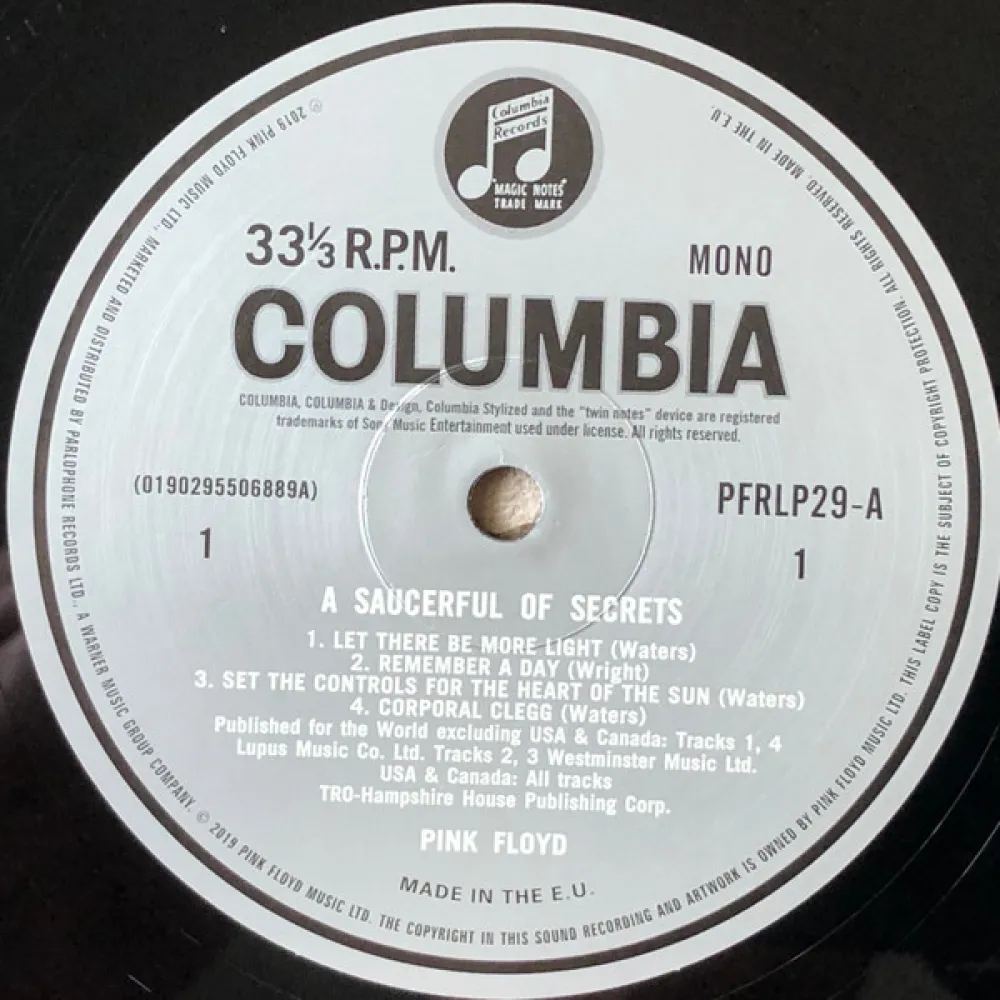 Columbia
Records
"MAGIC NOTES"
TRADE MARK
33⅓ R.P.M.
MONO
COLUMBIA
COLUMBIA, COLUMBIA & Design, Columbia Stylized and the "twin notes" device are registered
trademarks of Sony Music Entertainment used under license. All rights reserved.
(0190295506889A)
PFRLP29-A
1
1
A SAUCERFUL OF SECRETS
1. LET THERE BE MORE LIGHT (Waters)
2. REMEMBER A DAY (Wright)
3. SET THE CONTROLS FOR THE HEART OF THE SUN (Waters)
4. CORPORAL CLEGG (Waters)
Published for the World excluding USA & Canada: Tracks 1, 4
Lupus Music Co. Ltd. Tracks 2, 3 Westminster Music Ltd.
USA & Canada: All tracks
TRO-Hampshire House Publishing Corp.
PINK FLOYD
MADE IN THE E.U.
℗ 2019 PINK FLOYD MUSIC LTD., MARKETED AND DISTRIBUTED BY PARLOPHONE RECORDS LTD., A WARNER MUSIC GROUP COMPANY. © 2019 PINK FLOYD MUSIC LTD. THE COPYRIGHT IN THIS SOUND RECORDING AND ARTWORK IS OWNED BY PINK FLOYD MUSIC LTD. THIS LABEL COPY IS THE SUBJECT OF COPYRIGHT PROTECTION. ALL RIGHTS RESERVED. MADE IN THE E.U.